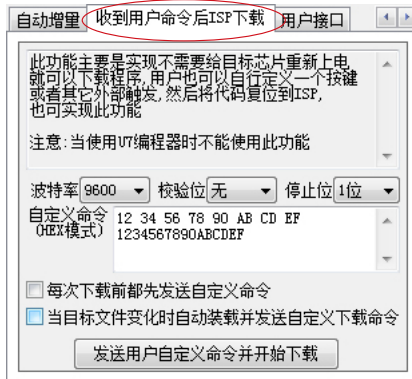 自动增量 收到用户命令后ISP下载 用户接口
此功能主要是实现不需要给目标芯片重新上电
就可以下载程序,用户也可以自行定义一个按键
或者其它外部触发,然后将代码复位到ISP,
也可实现此功能
注意:当使用U7编程器时不能使用此功能
波特率 9600 校验位 无 停止位 1位
自定义命令 12 34 56 78 90 AB CD EF
(HEX模式) 1234567890ABCDEF
每次下载前都先发送自定义命令
当目标文件变化时自动装载并发送自定义下载命令
发送用户自定义命令并开始下载